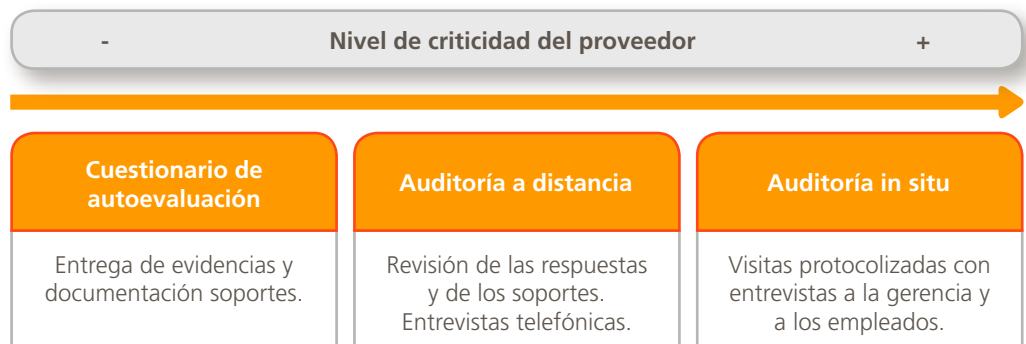 - Nivel de criticidad del proveedor +
Cuestionario de
autoevaluación
Entrega de evidencias y
documentación soportes.
Auditoría a distancia
Revisión de las respuestas
y de los soportes.
Entrevistas telefónicas.
Auditoría in situ
Visitas protocolizadas con
entrevistas a la gerencia y
a los empleados.